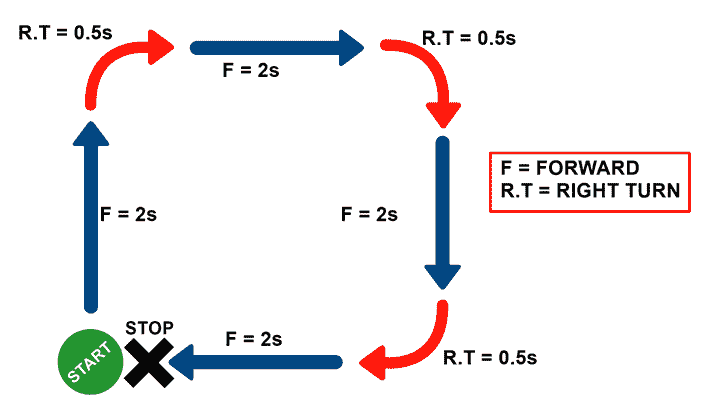 R.T = 0.5s
R.T = 0.5s
F = 2s
F = FORWARD
R.T = RIGHT TURN
F = 2s
F = 2s
STOP
F = 2s
START
R.T = 0.5s